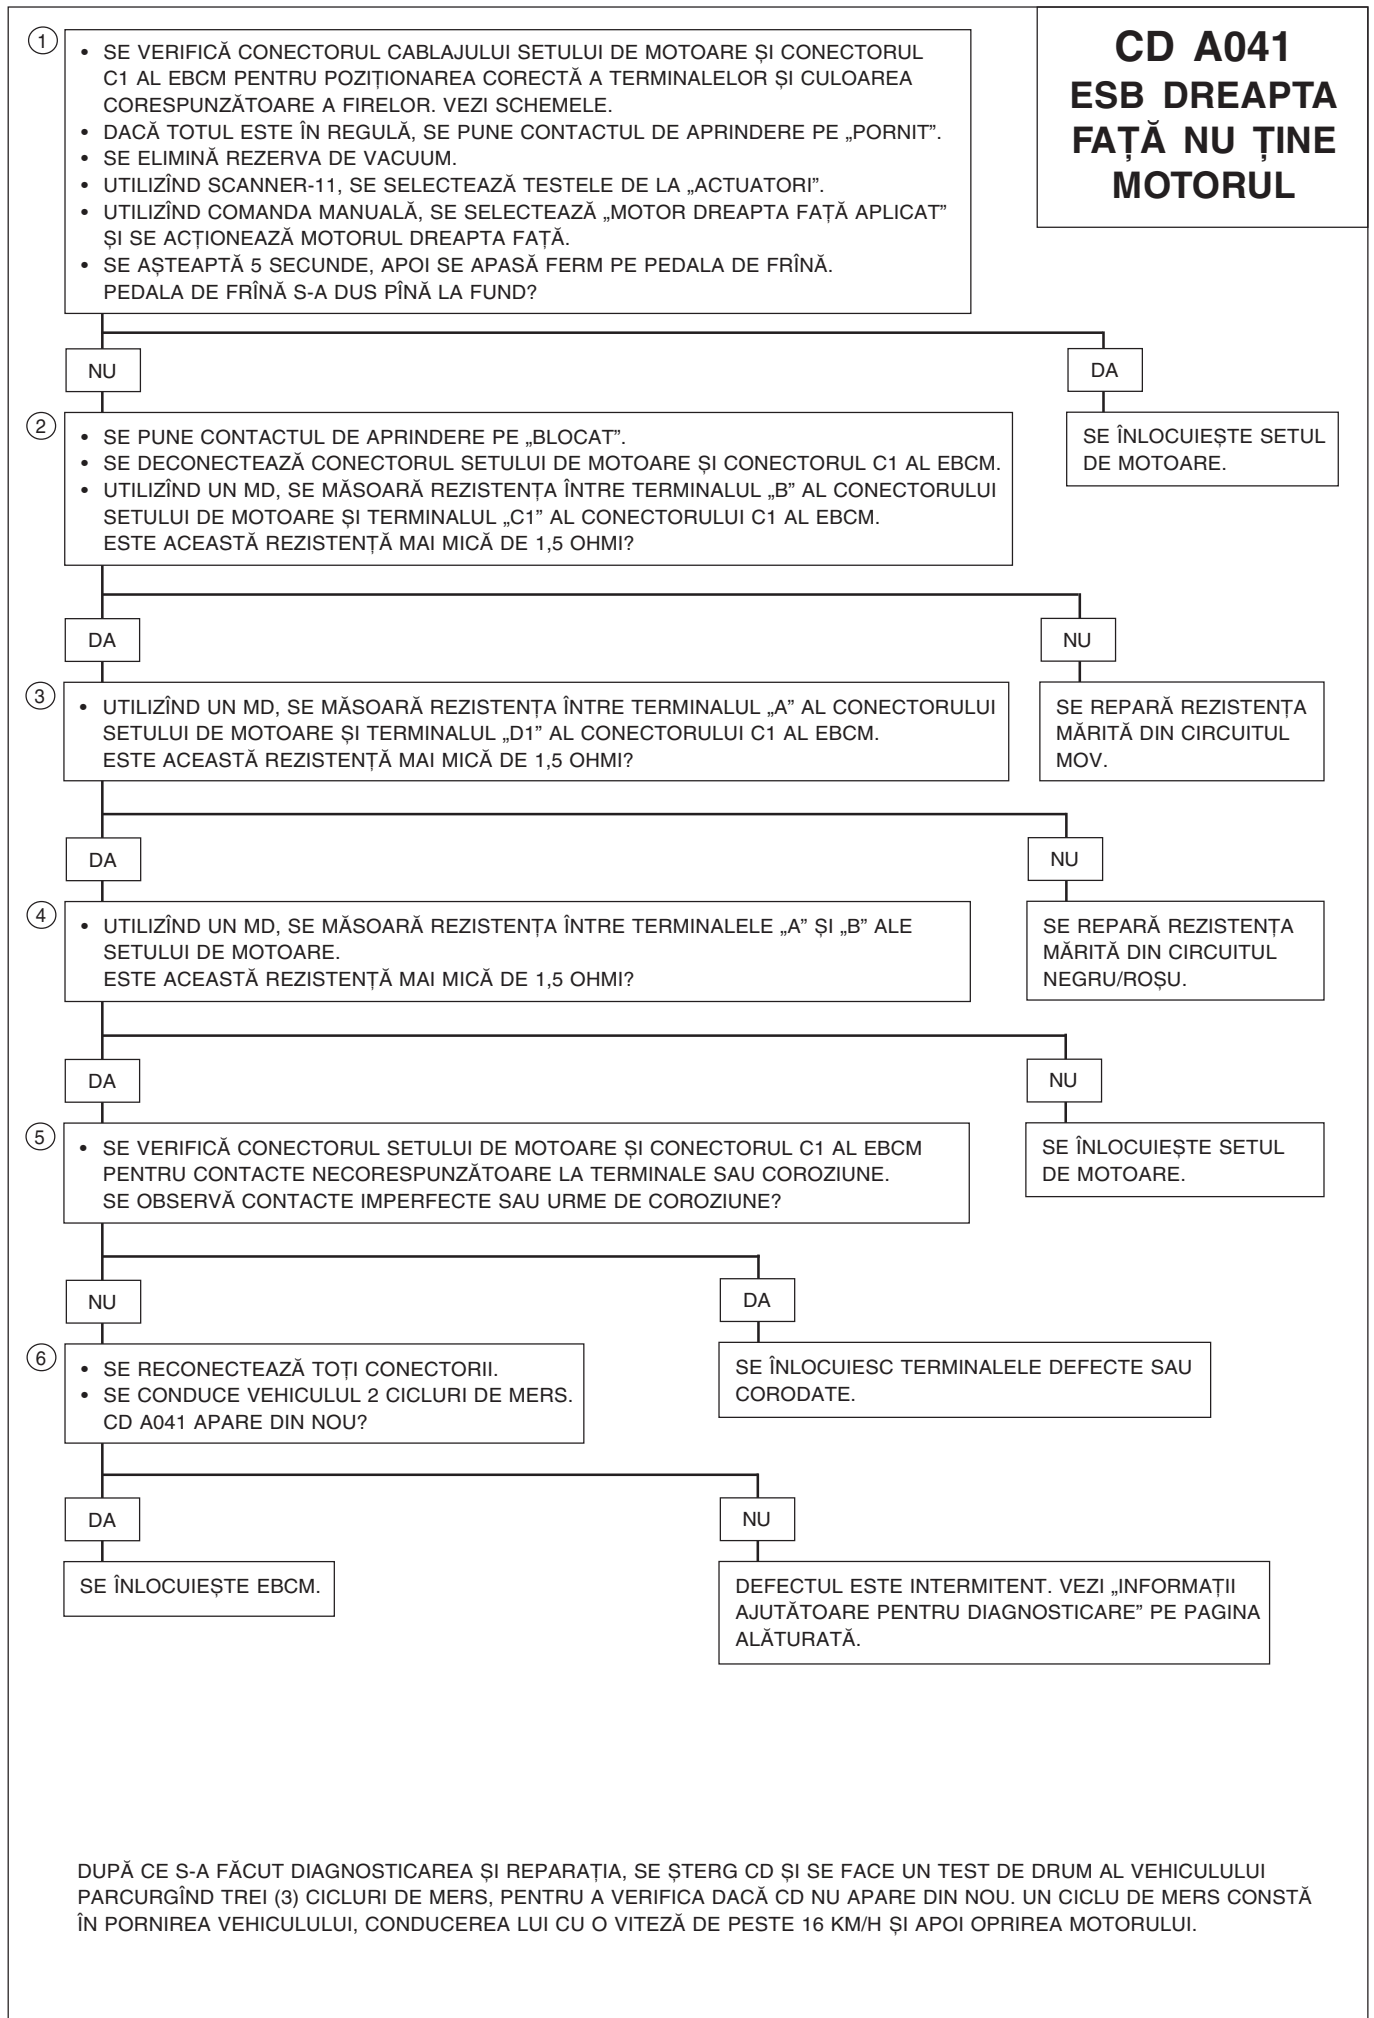 CD A041
ESB DREAPTA
FAȚĂ NU ȚINE
MOTORUL
1
• SE VERIFICĂ CONECTORUL CABLAJULUI SETULUI DE MOTOARE ȘI CONECTORUL
C1 AL EBCM PENTRU POZIȚIONAREA CORECTĂ A TERMINALELOR ȘI CULOAREA
CORESPUNZĂTOARE A FIRELOR. VEZI SCHEMELE.
• DACĂ TOTUL ESTE ÎN REGULĂ, SE PUNE CONTACTUL DE APRINDERE PE „PORNIT”.
• SE ELIMINĂ REZERVA DE VACUUM.
• UTILIZÎND SCANNER-11, SE SELECTEAZĂ TESTELE DE LA „ACTUATORI”.
• UTILIZÎND COMANDA MANUALĂ, SE SELECTEAZĂ „MOTOR DREAPTA FAȚĂ APLICAT”
ȘI SE ACȚIONEAZĂ MOTORUL DREAPTA FAȚĂ.
• SE AȘTEAPTĂ 5 SECUNDE, APOI SE APASĂ FERM PE PEDALA DE FRÎNĂ.
PEDALA DE FRÎNĂ S-A DUS PÎNĂ LA FUND?
NU
DA
SE ÎNLOCUIEȘTE SETUL
DE MOTOARE.
2
• SE PUNE CONTACTUL DE APRINDERE PE „BLOCAT”.
• SE DECONECTEAZĂ CONECTORUL SETULUI DE MOTOARE ȘI CONECTORUL C1 AL EBCM.
• UTILIZÎND UN MD, SE MĂSOARĂ REZISTENȚA ÎNTRE TERMINALUL „B” AL CONECTORULUI
SETULUI DE MOTOARE ȘI TERMINALUL „C1” AL CONECTORULUI C1 AL EBCM.
ESTE ACEASTĂ REZISTENȚĂ MAI MICĂ DE 1,5 OHMI?
DA
NU
SE REPARĂ REZISTENȚA
MĂRITĂ DIN CIRCUITUL
MOV.
3
• UTILIZÎND UN MD, SE MĂSOARĂ REZISTENȚA ÎNTRE TERMINALUL „A” AL CONECTORULUI
SETULUI DE MOTOARE ȘI TERMINALUL „D1” AL CONECTORULUI C1 AL EBCM.
ESTE ACEASTĂ REZISTENȚĂ MAI MICĂ DE 1,5 OHMI?
DA
NU
SE REPARĂ REZISTENȚA
MĂRITĂ DIN CIRCUITUL
NEGRU/ROȘU.
4
• UTILIZÎND UN MD, SE MĂSOARĂ REZISTENȚA ÎNTRE TERMINALELE „A” ȘI „B” ALE
SETULUI DE MOTOARE.
ESTE ACEASTĂ REZISTENȚĂ MAI MICĂ DE 1,5 OHMI?
DA
NU
SE ÎNLOCUIEȘTE SETUL
DE MOTOARE.
5
• SE VERIFICĂ CONECTORUL SETULUI DE MOTOARE ȘI CONECTORUL C1 AL EBCM
PENTRU CONTACTE NECORESPUNZĂTOARE LA TERMINALE SAU COROZIUNE.
SE OBSERVĂ CONTACTE IMPERFECTE SAU URME DE COROZIUNE?
NU
DA
SE ÎNLOCUIESC TERMINALELE DEFECTE SAU
CORODATE.
6
• SE RECONECTEAZĂ TOȚI CONECTORII.
• SE CONDUCE VEHICULUL 2 CICLURI DE MERS.
CD A041 APARE DIN NOU?
DA
NU
SE ÎNLOCUIEȘTE EBCM.
DEFECTUL ESTE INTERMITENT. VEZI „INFORMAȚII
AJUTĂTOARE PENTRU DIAGNOSTICARE” PE PAGINA
ALĂTURATĂ.
DUPĂ CE S-A FĂCUT DIAGNOSTICAREA ȘI REPARAȚIA, SE ȘTERG CD ȘI SE FACE UN TEST DE DRUM AL VEHICULULUI
PARCURGÎND TREI (3) CICLURI DE MERS, PENTRU A VERIFICA DACĂ CD NU APARE DIN NOU. UN CICLU DE MERS CONSTĂ
ÎN PORNIREA VEHICULULUI, CONDUCEREA LUI CU O VITEZĂ DE PESTE 16 KM/H ȘI APOI OPRIREA MOTORULUI.